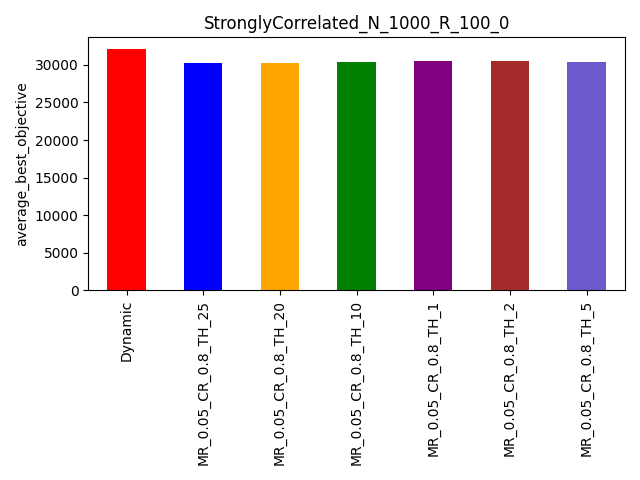 StronglyCorrelated_N_1000_R_100_0
average_best_objective
30000
25000
20000
15000
10000
5000
0
Dynamic
MR_0.05_CR_0.8_TH_25
MR_0.05_CR_0.8_TH_20
MR_0.05_CR_0.8_TH_10
MR_0.05_CR_0.8_TH_1
MR_0.05_CR_0.8_TH_2
MR_0.05_CR_0.8_TH_5